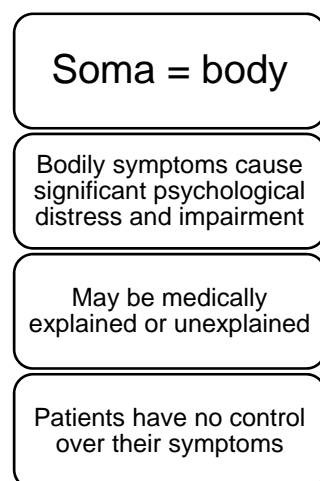 Soma = body
Bodily symptoms cause
significant psychological
distress and impairment
May be medically
explained or unexplained
Patients have no control
over their symptoms